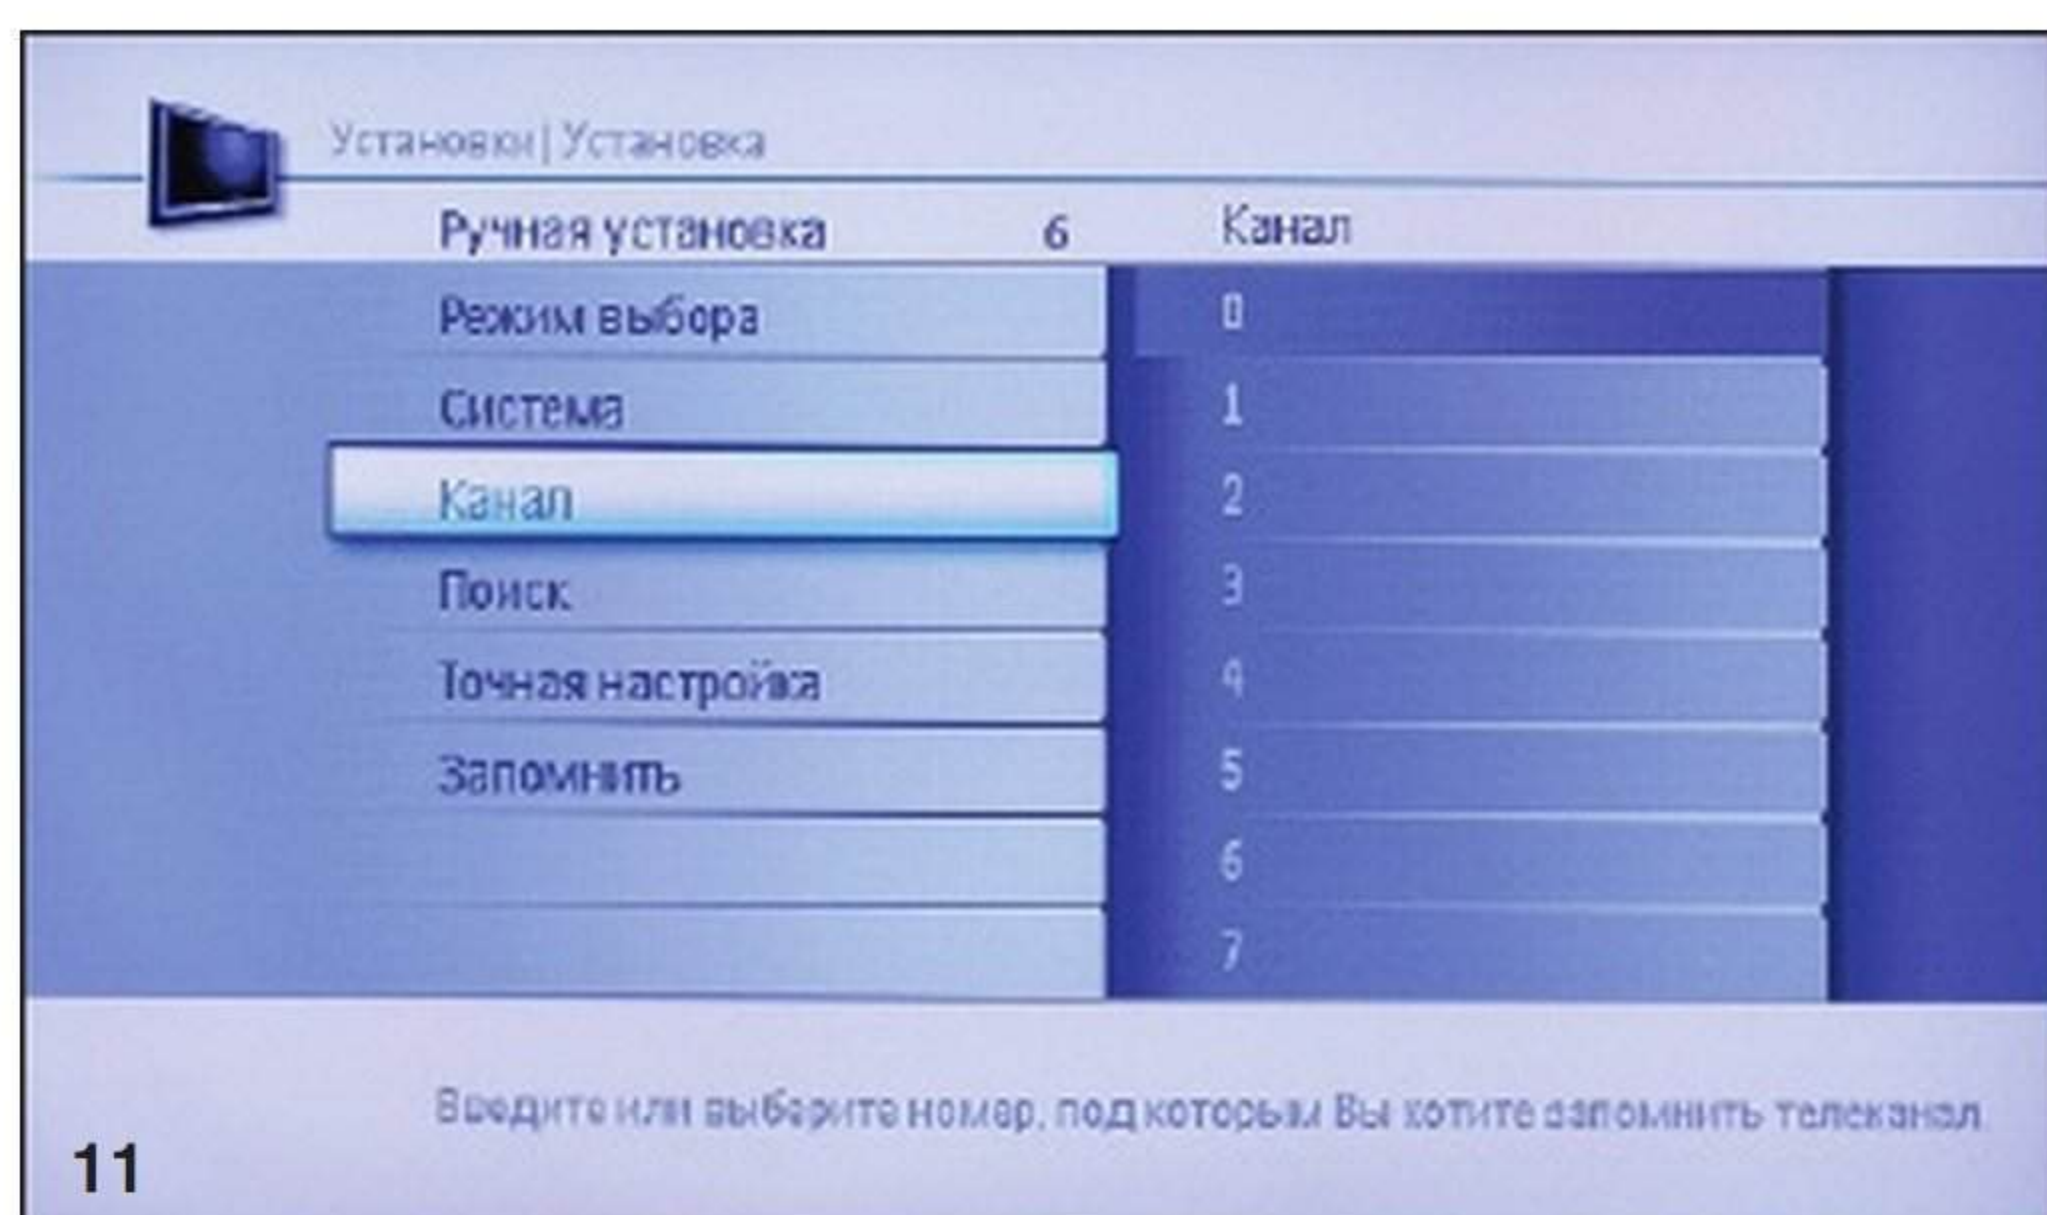 Установки | Установка
Ручная установка 6 Канал
Режим выбора 0
Система 1
Канал 2
Поиск 3
Точная настройка 4
Запомнить 5
6
7
Введите или выберите номер, под которым Вы хотите запомнить телеканал.
11